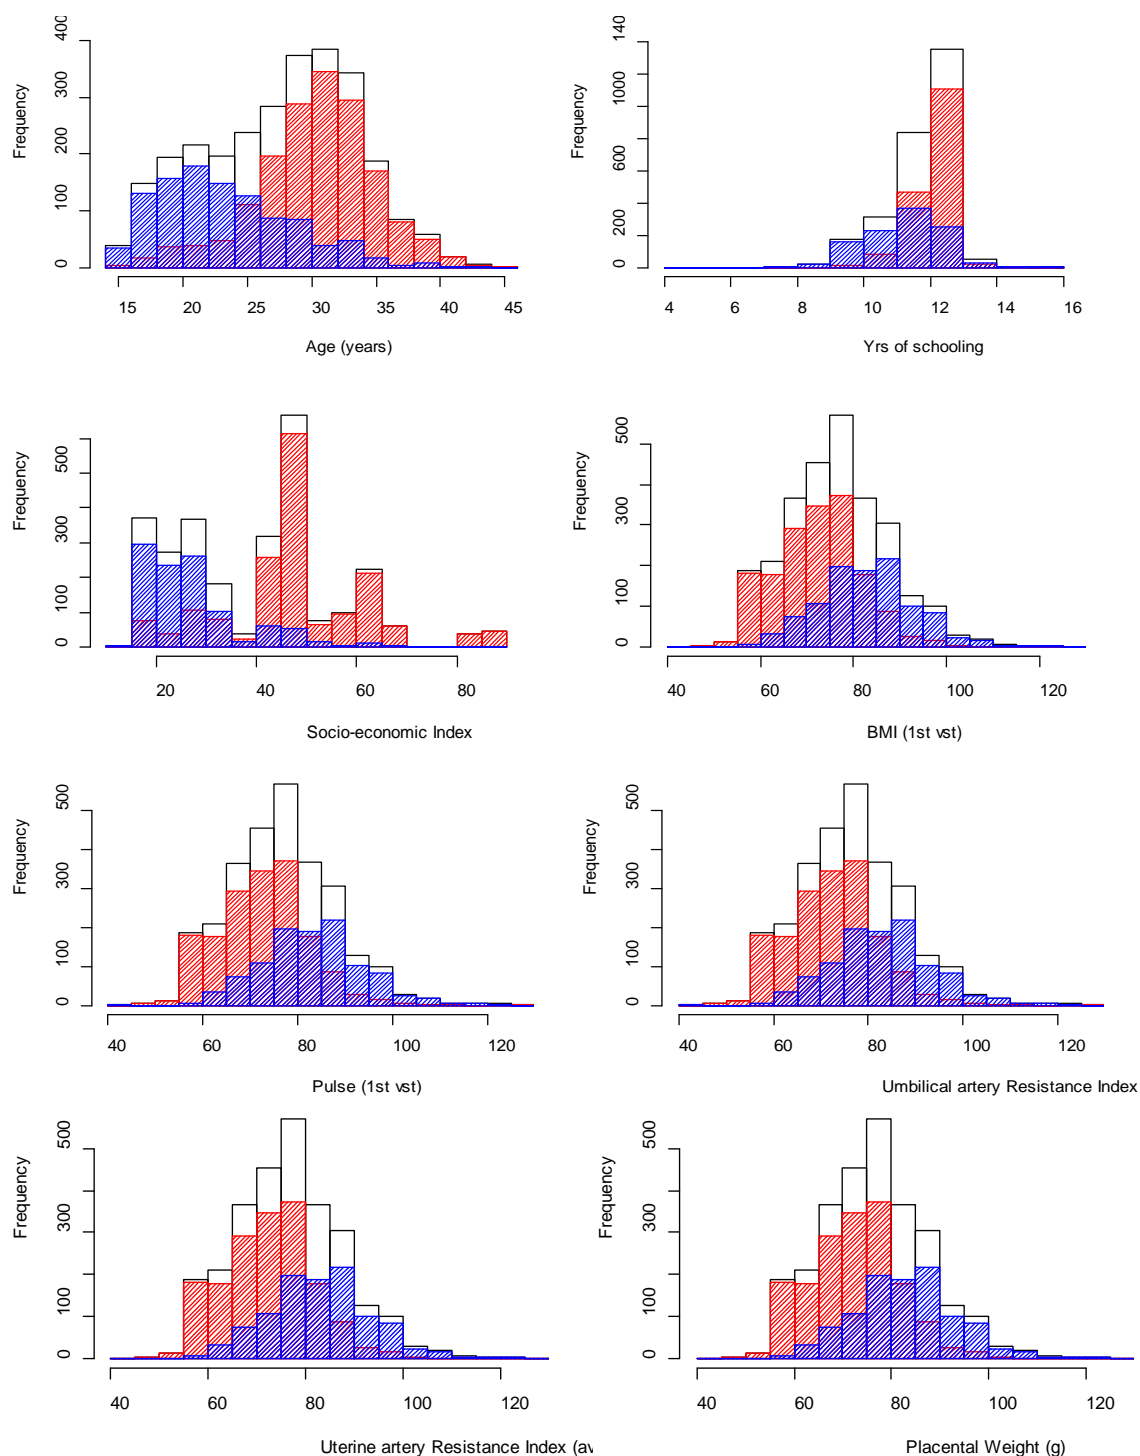 Frequency
0 100 200 300 400
15 20 25 30 35 40 45
Age (years)
Frequency
0 200 600 1000 140
4 6 8 10 12 14 16
Yrs of schooling
Frequency
0 100 300 500
20 40 60 80
Socio-economic Index
Frequency
0 100 300 500
40 60 80 100 120
BMI (1st vst)
Frequency
0 100 300 500
40 60 80 100 120
Pulse (1st vst)
Frequency
0 100 300 500
40 60 80 100 120
Umbilical artery Resistance Index
Frequency
0 100 300 500
40 60 80 100 120
Uterine artery Resistance Index (av
Frequency
0 100 300 500
40 60 80 100 120
Placental Weight (g)